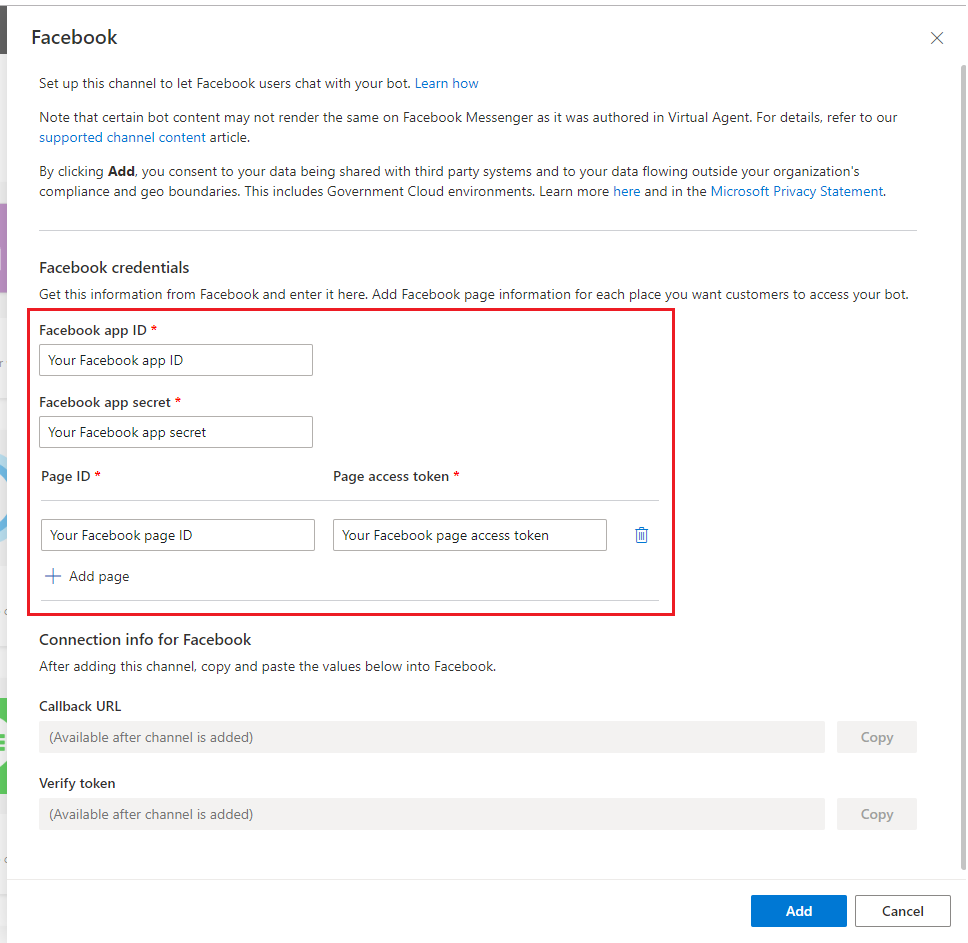 Facebook
Set up this channel to let Facebook users chat with your bot. Learn how
Note that certain bot content may not render the same on Facebook Messenger as it was authored in Virtual Agent. For details, refer to our
supported channel content article.
By clicking Add, you consent to your data being shared with third party systems and to your data flowing outside your organization's
compliance and geo boundaries. This includes Government Cloud environments. Learn more here and in the Microsoft Privacy Statement.
Facebook credentials
Get this information from Facebook and enter it here. Add Facebook page information for each place you want customers to access your bot.
Facebook app ID *
Your Facebook app ID
Facebook app secret *
Your Facebook app secret
Page ID * Page access token *
Your Facebook page ID Your Facebook page access token
Add page
Connection info for Facebook
After adding this channel, copy and paste the values below into Facebook.
Callback URL
(Available after channel is added) Copy
Verify token
(Available after channel is added) Copy
Add Cancel